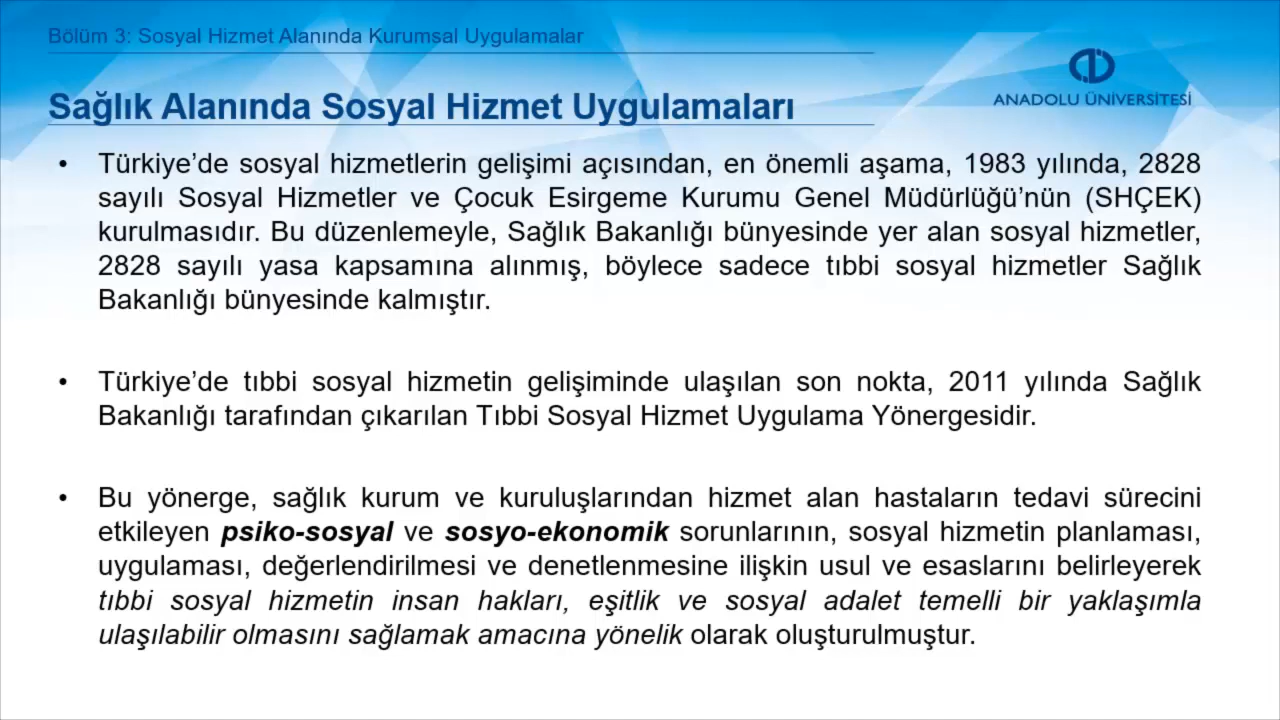 Bölüm 3: Sosyal Hizmet Alanında Kurumsal Uygulamalar
ANADOLU ÜNİVERSİTESİ
Sağlık Alanında Sosyal Hizmet Uygulamaları
• Türkiye’de sosyal hizmetlerin gelişimi açısından, en önemli aşama, 1983 yılında, 2828
sayılı Sosyal Hizmetler ve Çocuk Esirgeme Kurumu Genel Müdürlüğü’nün (SHÇEK)
kurulmasıdır. Bu düzenlemeyle, Sağlık Bakanlığı bünyesinde yer alan sosyal hizmetler,
2828 sayılı yasa kapsamına alınmış, böylece sadece tıbbi sosyal hizmetler Sağlık
Bakanlığı bünyesinde kalmıştır.
• Türkiye’de tıbbi sosyal hizmetin gelişiminde ulaşılan son nokta, 2011 yılında Sağlık
Bakanlığı tarafından çıkarılan Tıbbi Sosyal Hizmet Uygulama Yönergesidir.
• Bu yönerge, sağlık kurum ve kuruluşlarından hizmet alan hastaların tedavi sürecini
etkileyen psiko-sosyal ve sosyo-ekonomik sorunlarının, sosyal hizmetin planlaması,
uygulaması, değerlendirilmesi ve denetlenmesine ilişkin usul ve esaslarını belirleyerek
tıbbi sosyal hizmetin insan hakları, eşitlik ve sosyal adalet temelli bir yaklaşımla
ulaşılabilir olmasını sağlamak amacına yönelik olarak oluşturulmuştur.